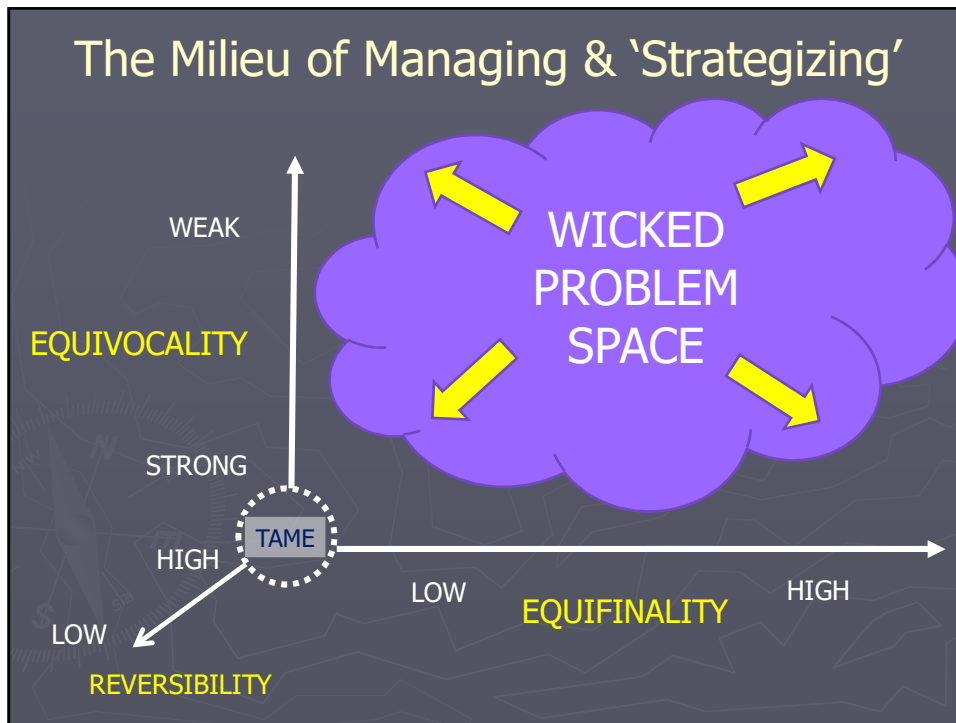 The Milieu of Managing & ‘Strategizing’
WEAK
WICKED
PROBLEM
SPACE
EQUIVOCALITY
STRONG
TAME
HIGH
LOW
HIGH
EQUIFINALITY
LOW
REVERSIBILITY
N
S